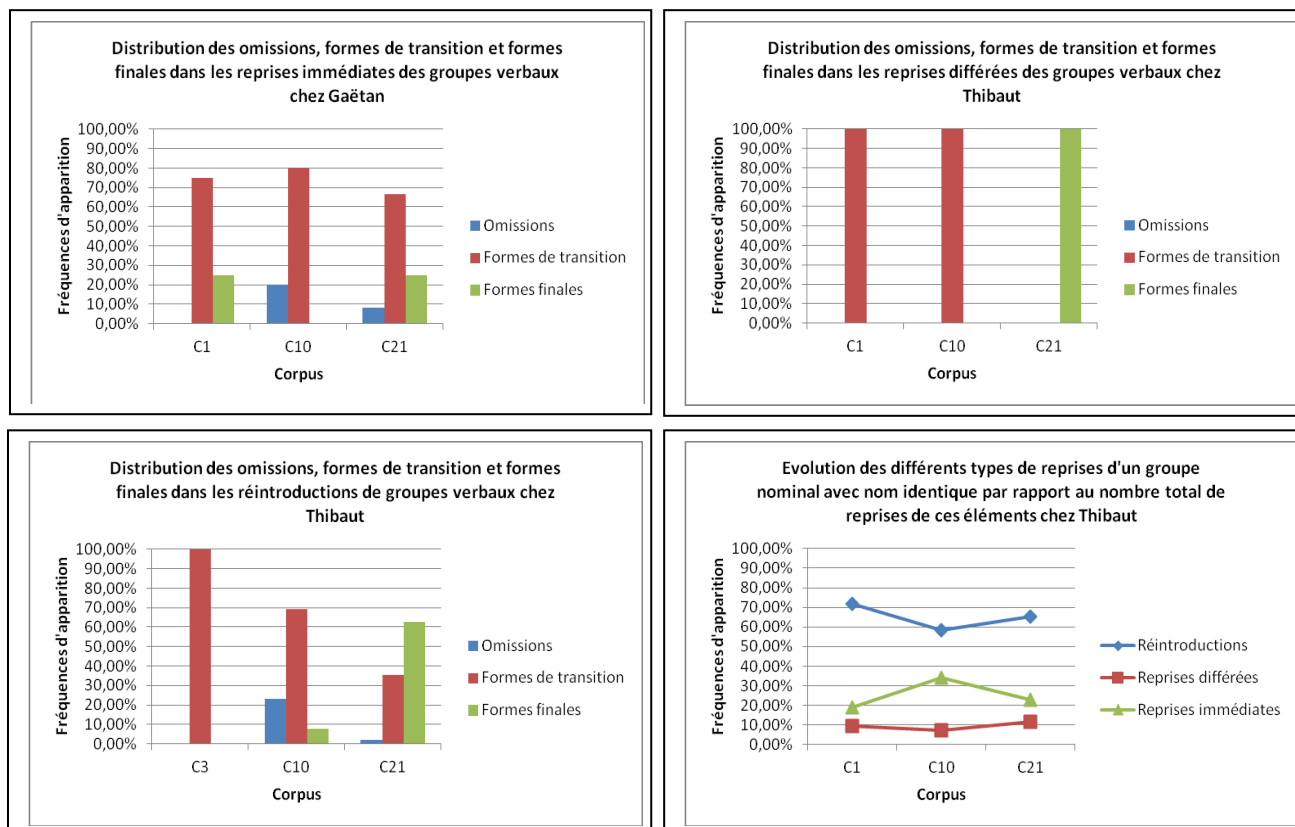 Distribution des omissions, formes de transition et formes
finales dans les reprises immédiates des groupes verbaux
chez Gaëtan
Fréquences d'apparition
100,00%
90,00%
80,00%
70,00%
60,00%
50,00%
40,00%
30,00%
20,00%
10,00%
0,00%
C1
C10
C21
Corpus
Omissions
Formes de transition
Formes finales
Distribution des omissions, formes de transition et formes
finales dans les reprises différées des groupes verbaux chez
Thibaut
Fréquences d'apparition
100,00%
90,00%
80,00%
70,00%
60,00%
50,00%
40,00%
30,00%
20,00%
10,00%
0,00%
C1
C10
C21
Corpus
Omissions
Formes de transition
Formes finales
Distribution des omissions, formes de transition et formes
finales dans les réintroductions de groupes verbaux chez
Thibaut
Fréquences d'apparition
100,00%
90,00%
80,00%
70,00%
60,00%
50,00%
40,00%
30,00%
20,00%
10,00%
0,00%
C3
C10
C21
Corpus
Omissions
Formes de transition
Formes finales
Evolution des différents types de reprises d'un groupe
nominal avec nom identique par rapport au nombre total de
reprises de ces éléments chez Thibaut
Fréquences d'apparition
100,00%
90,00%
80,00%
70,00%
60,00%
50,00%
40,00%
30,00%
20,00%
10,00%
0,00%
C1
C10
C21
Corpus
Réintroductions
Reprises différées
Reprises immédiates